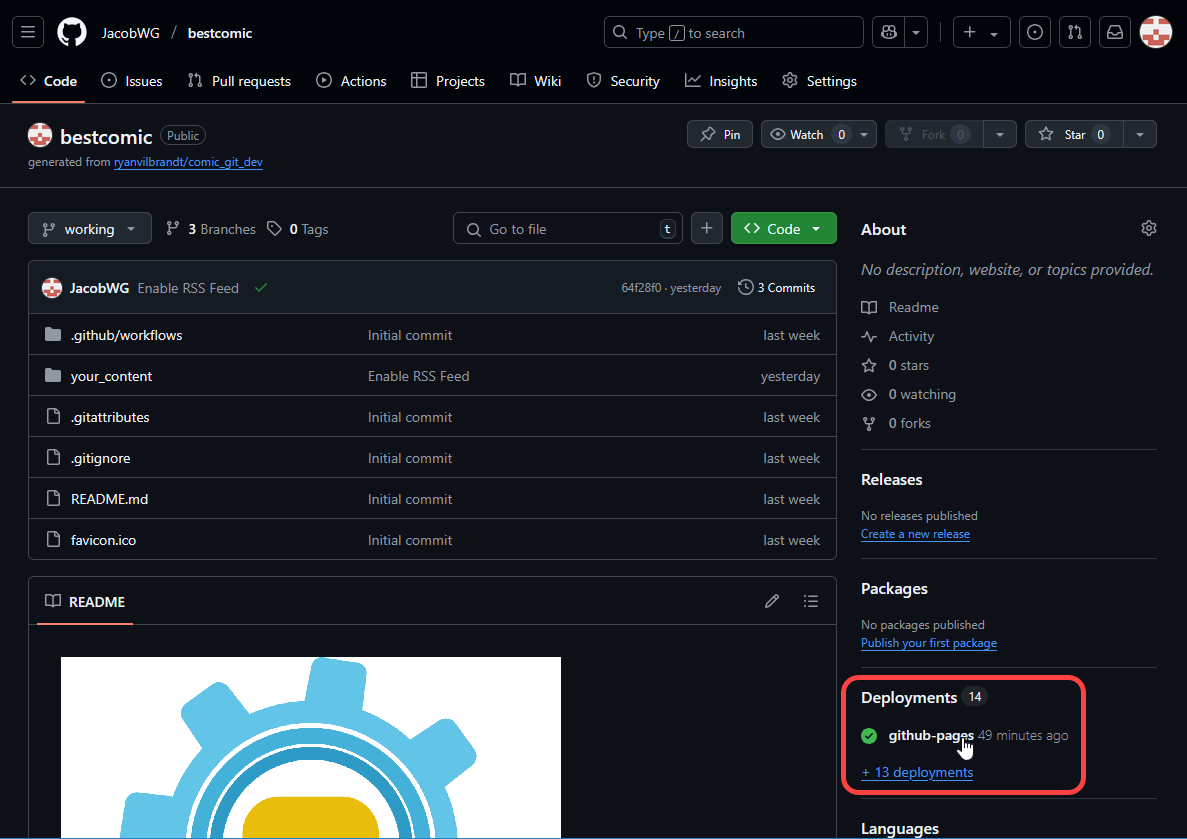 JacobWG / bestcomic
Type / to search
Code Issues Pull requests Actions Projects Wiki Security Insights Settings
bestcomic Public
Pin Watch 0 Fork 0 Star 0
generated from ryanvilbrandt/comic_git_dev
working 3 Branches 0 Tags Go to file t Code
JacobWG Enable RSS Feed 64f28f0 · yesterday 3 Commits
.github/workflows Initial commit last week
your_content Enable RSS Feed yesterday
.gitattributes Initial commit last week
.gitignore Initial commit last week
README.md Initial commit last week
favicon.ico Initial commit last week
README
About
No description, website, or topics provided.
Readme
Activity
0 stars
0 watching
0 forks
Releases
No releases published
Create a new release
Packages
No packages published
Publish your first package
Deployments 14
github-pages 49 minutes ago
+ 13 deployments
Languages